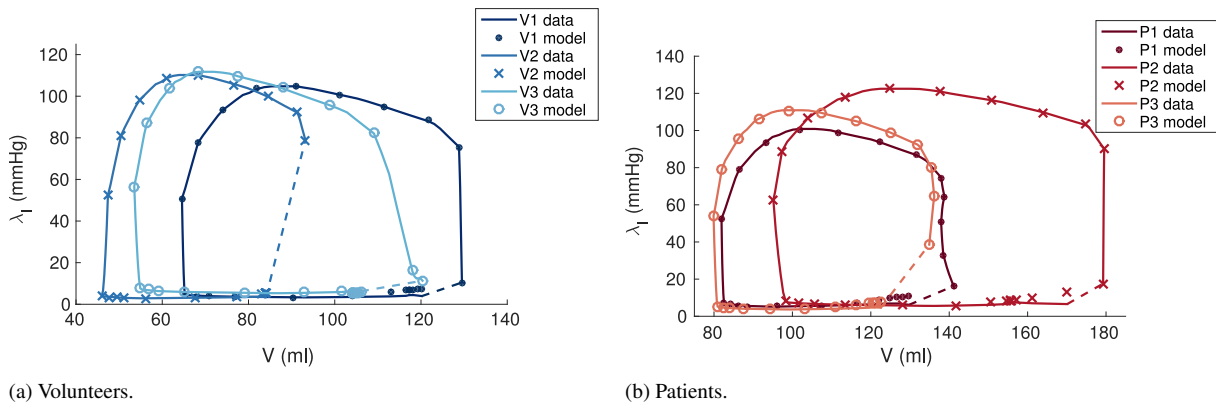 120
100
80
60
40
20
0
40
60
80
100
120
140
λI (mmHg)
V (ml)
V1 data
V1 model
V2 data
V2 model
V3 data
V3 model
(a) Volunteers.
140
120
100
80
60
40
20
0
80
100
120
140
160
180
λI (mmHg)
V (ml)
P1 data
P1 model
P2 data
P2 model
P3 data
P3 model
(b) Patients.